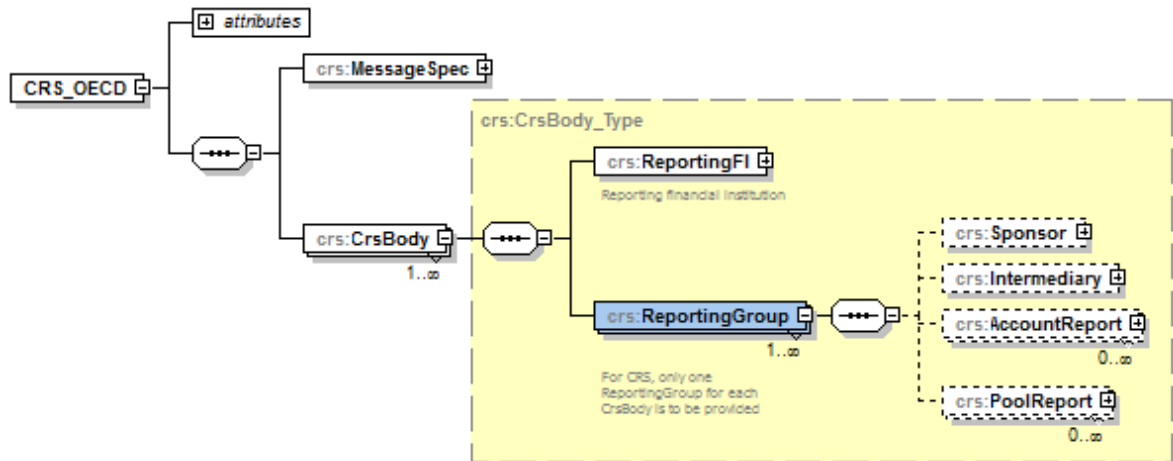 attributes
CRS_OECD
crs:MessageSpec
crs:CrsBody_Type
crs:ReportingFI
Reporting financial institution
crs:CrsBody
1..∞
crs:ReportingGroup
1..∞
For CRS, only one
ReportingGroup for each
CrsBody is to be provided
crs:Sponsor
crs:Intermediary
crs:AccountReport
0..∞
crs:PoolReport
0..∞